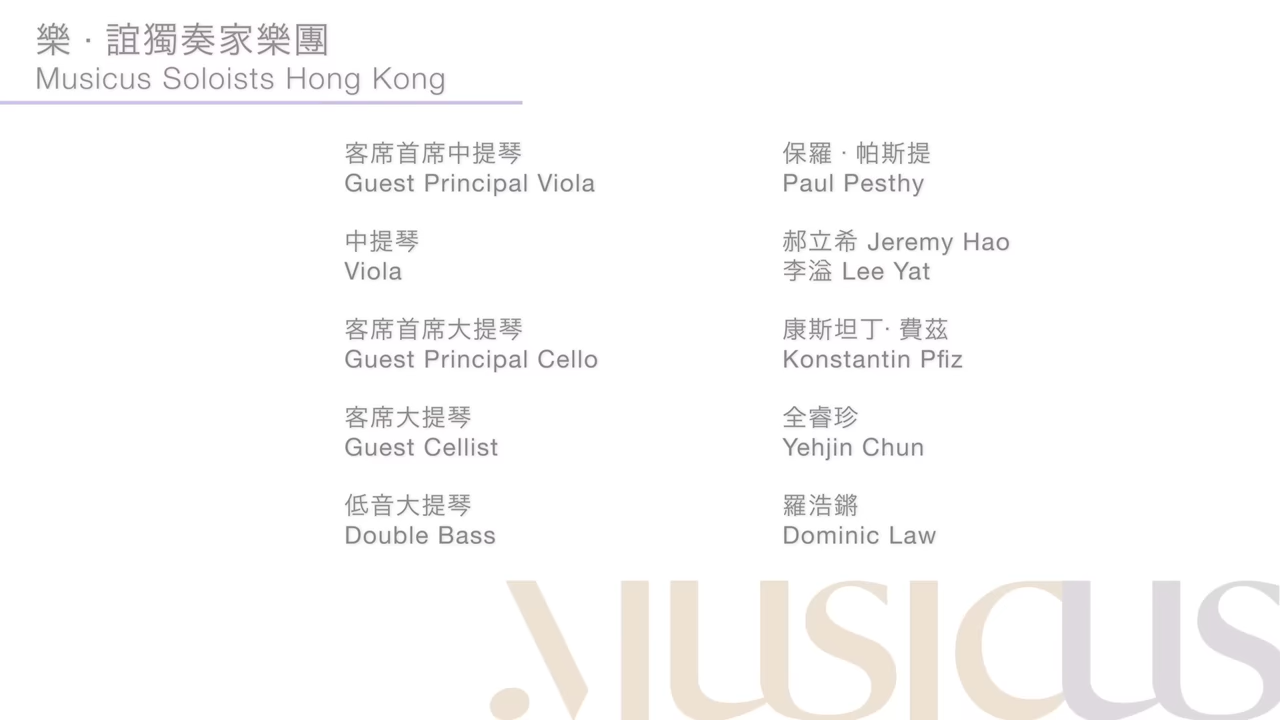 樂 · 誼獨奏家樂團
Musicus Soloists Hong Kong
客席首席中提琴
Guest Principal Viola
保羅 · 帕斯提
Paul Pesthy
中提琴
Viola
郝立希 Jeremy Hao
李溢 Lee Yat
客席首席大提琴
Guest Principal Cello
康斯坦丁· 費茲
Konstantin Pfiz
客席大提琴
Guest Cellist
全睿珍
Yehjin Chun
低音大提琴
Double Bass
羅浩鏘
Dominic Law
Musicus